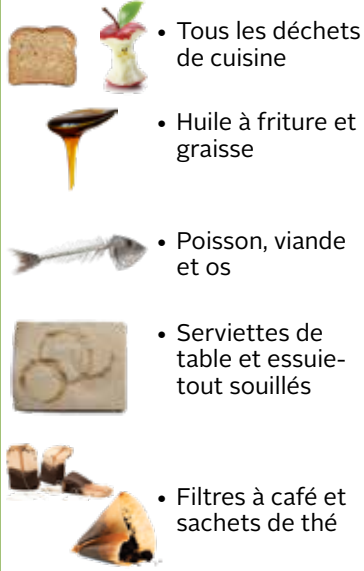 • Tous les déchets
de cuisine
• Huile à friture et
graisse
• Poisson, viande
et os
• Serviettes de
table et essuie-
tout souillés
• Filtres à café et
sachets de thé